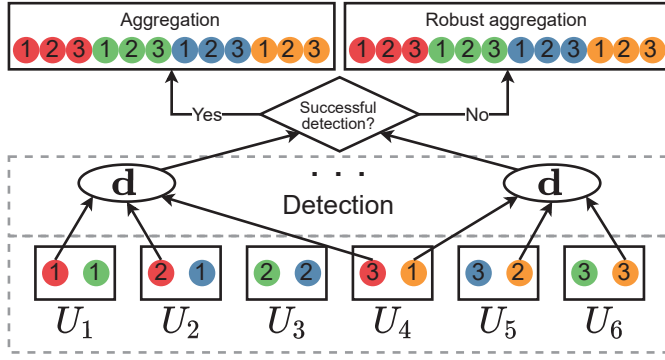 Aggregation
1 2 3 1 2 3 1 2 3 1 2 3
Robust aggregation
1 2 3 1 2 3 1 2 3 1 2 3
Successful
detection?
Yes
No
d
. . .
d
Detection
1 1
2 1
2 2
3 1
3 2
3 3
U1
U2
U3
U4
U5
U6